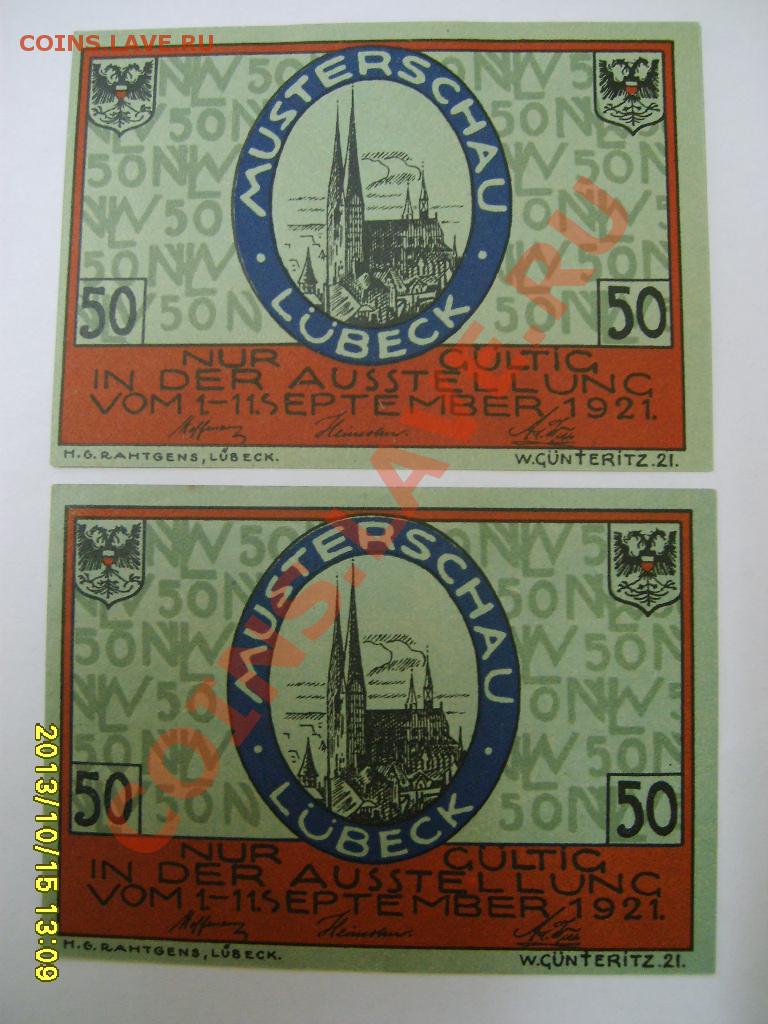 COINS.LAVE.RU
MUSTERSCHAU
LÜBECK
50
50
NUR GÜLTIG
IN DER AUSSTELLUNG
VOM 1.-11.SEPTEMBER 1921.
H.G. RAHTGENS, LÜBECK.
W.GÜNTERITZ.21.
MUSTERSCHAU
LÜBECK
50
50
NUR GÜLTIG
IN DER AUSSTELLUNG
VOM 1.-11.SEPTEMBER 1921.
H.G. RAHTGENS, LÜBECK.
W.GÜNTERITZ.21.
COINS.LAVE.RU
2013/10/15 13:09